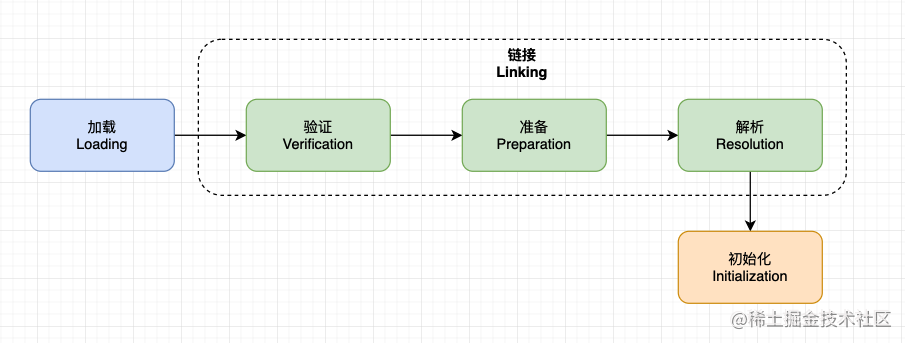 链接
Linking
加载
Loading
验证
Verification
准备
Preparation
解析
Resolution
初始化
Initialization
@稀土掘金技术社区